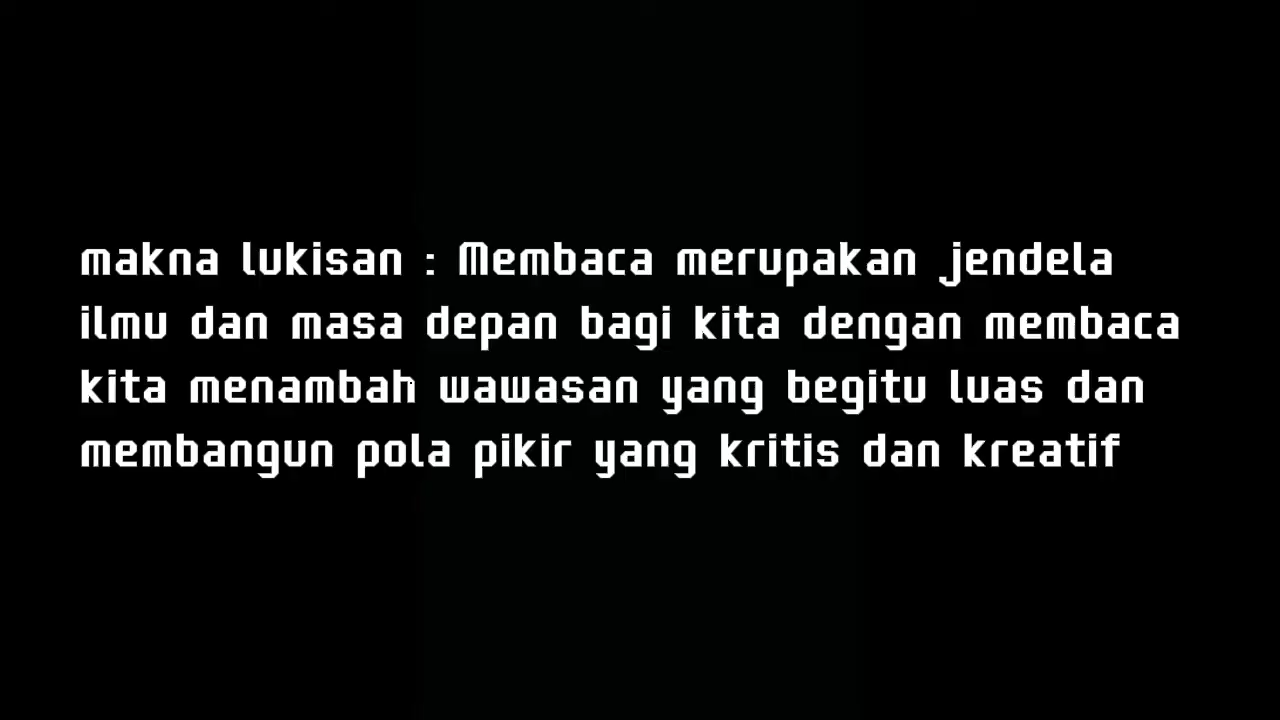 makna lukisan : Membaca merupakan jendela
ilmu dan masa depan bagi kita dengan membaca
kita menambah wawasan yang begitu luas dan
membangun pola pikir yang kritis dan kreatif